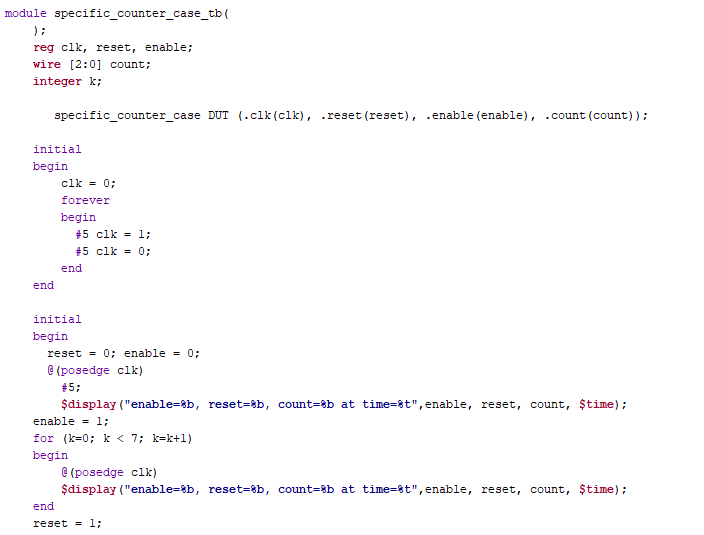 module specific_counter_case_tb(
);
reg clk, reset, enable;
wire [2:0] count;
integer k;
specific_counter_case DUT (.clk(clk), .reset(reset), .enable(enable), .count(count));
initial
begin
clk = 0;
forever
begin
#5 clk = 1;
#5 clk = 0;
end
end
initial
begin
reset = 0; enable = 0;
@(posedge clk)
#5;
$display("enable=%b, reset=%b, count=%b at time=%t",enable, reset, count, $time);
enable = 1;
for (k=0; k < 7; k=k+1)
begin
@(posedge clk)
$display("enable=%b, reset=%b, count=%b at time=%t",enable, reset, count, $time);
end
reset = 1;